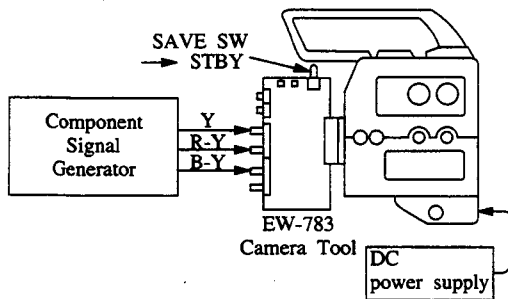 SAVE SW
→ STBY
Component
Signal
Generator
Y
R-Y
B-Y
EW-783
Camera Tool
DC
power supply